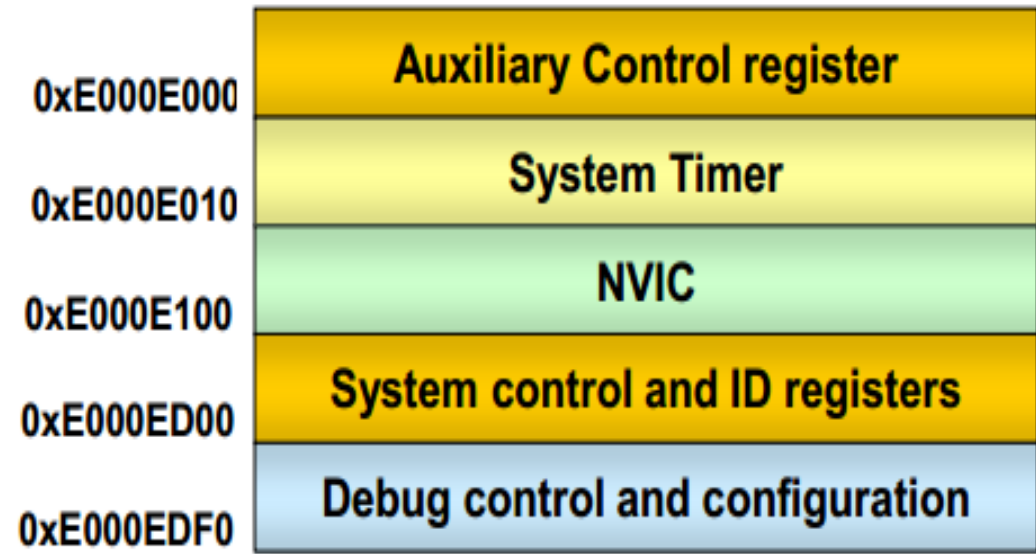 Auxiliary Control register
0xE000E000
System Timer
0xE000E010
NVIC
0xE000E100
System control and ID registers
0xE000ED00
Debug control and configuration
0xE000EDF0